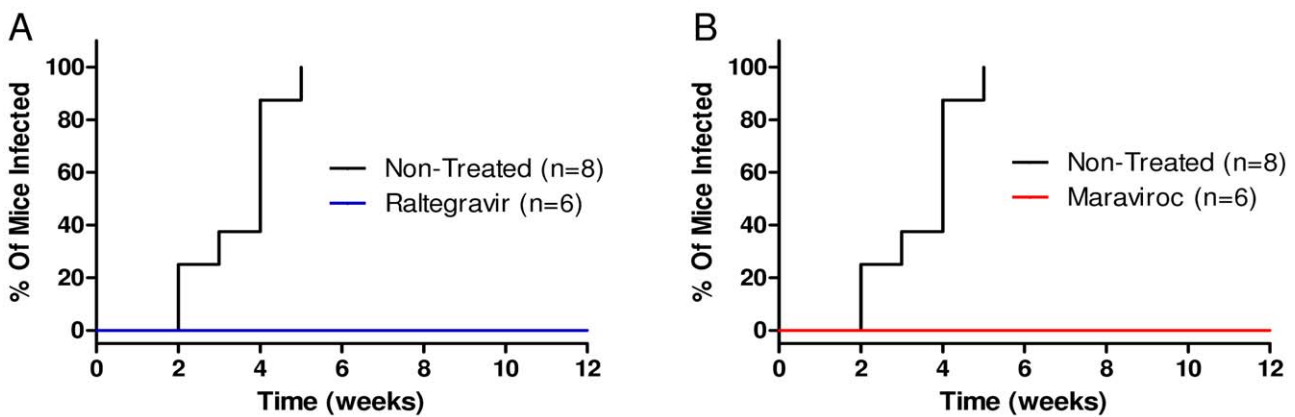 A
% Of Mice Infected
100
80
60
40
20
0
Non-Treated (n=8)
Raltegravir (n=6)
0 2 4 6 8 10 12
Time (weeks)
B
% Of Mice Infected
100
80
60
40
20
0
Non-Treated (n=8)
Maraviroc (n=6)
0 2 4 6 8 10 12
Time (weeks)